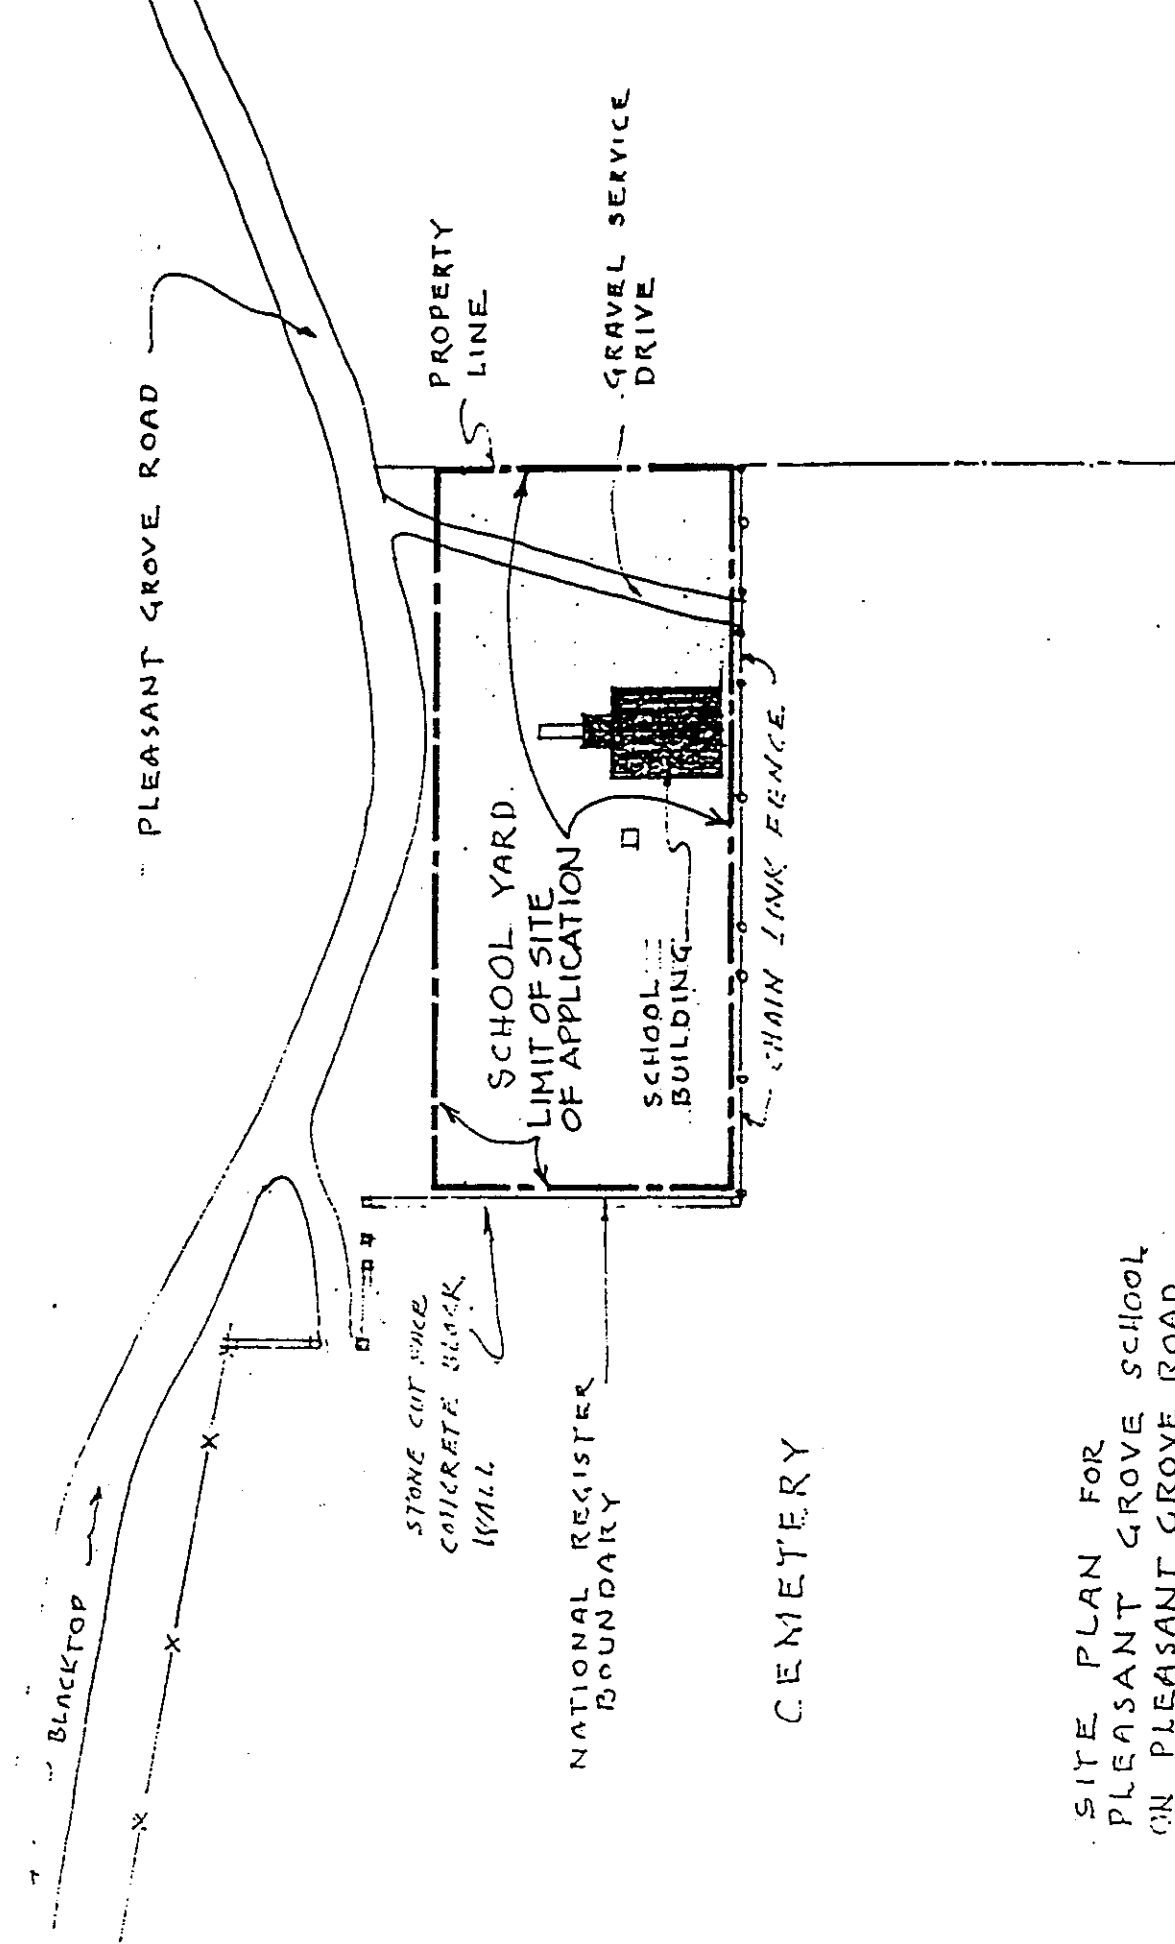 PLEASANT GROVE ROAD
BLACKTOP
PROPERTY
LINE
GRAVEL SERVICE
DRIVE
SCHOOL YARD
LIMIT OF SITE
OF APPLICATION
SCHOOL
BUILDING
CHAIN LINK FENCE
STONE CUT
CONCRETE BLOCK
WALL
NATIONAL REGISTER
BOUNDARY
CEMETERY
SITE PLAN FOR
PLEASANT GROVE SCHOOL
ON PLEASANT GROVE ROAD